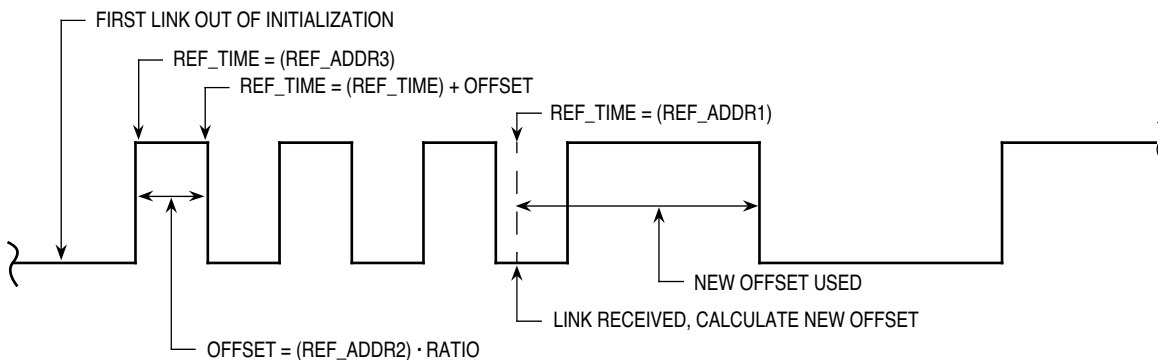 FIRST LINK OUT OF INITIALIZATION
REF_TIME = (REF_ADDR3)
REF_TIME = (REF_TIME) + OFFSET
REF_TIME = (REF_ADDR1)
NEW OFFSET USED
LINK RECEIVED, CALCULATE NEW OFFSET
OFFSET = (REF_ADDR2) · RATIO